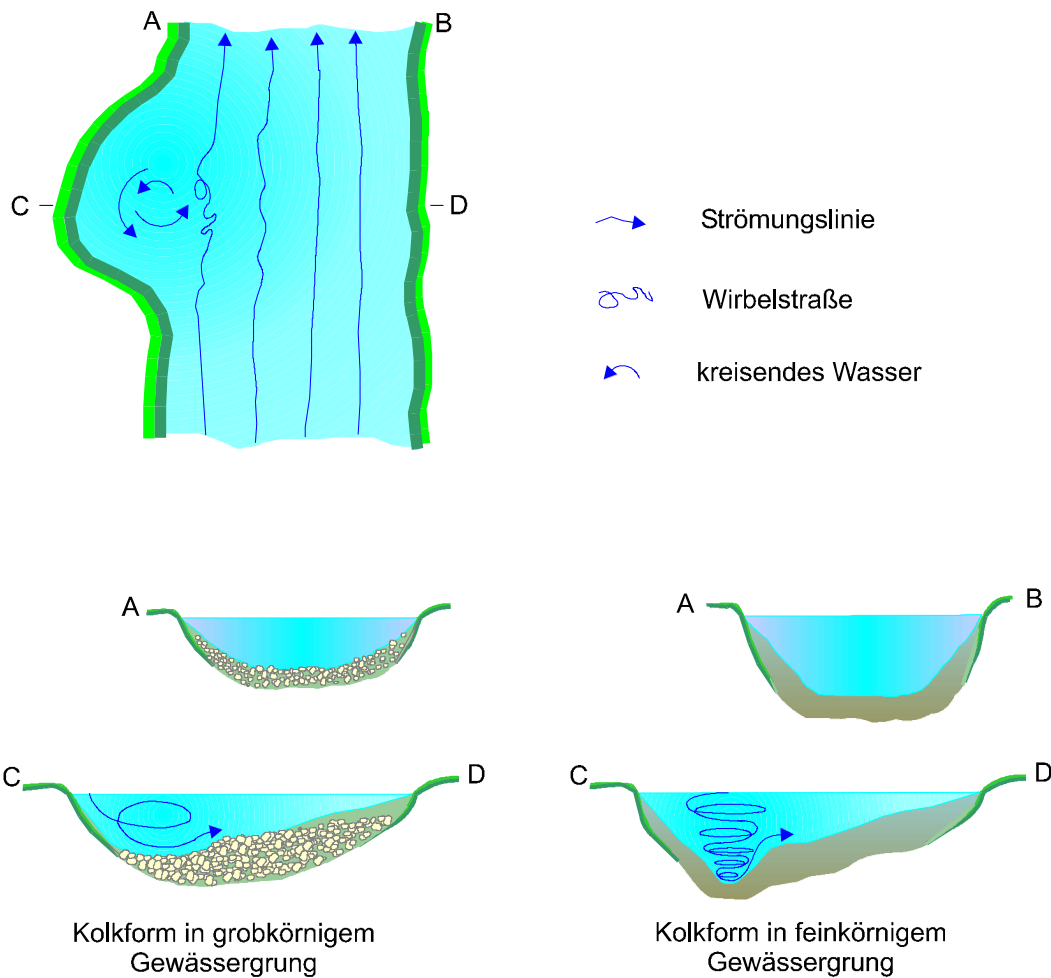 A
B
C
D
Strömungslinie
Wirbelstraße
kreisendes Wasser
A
A
B
C
D
C
D
Kolkform in grobkörnigem
Gewässergrung
Kolkform in feinkörnigem
Gewässergrung